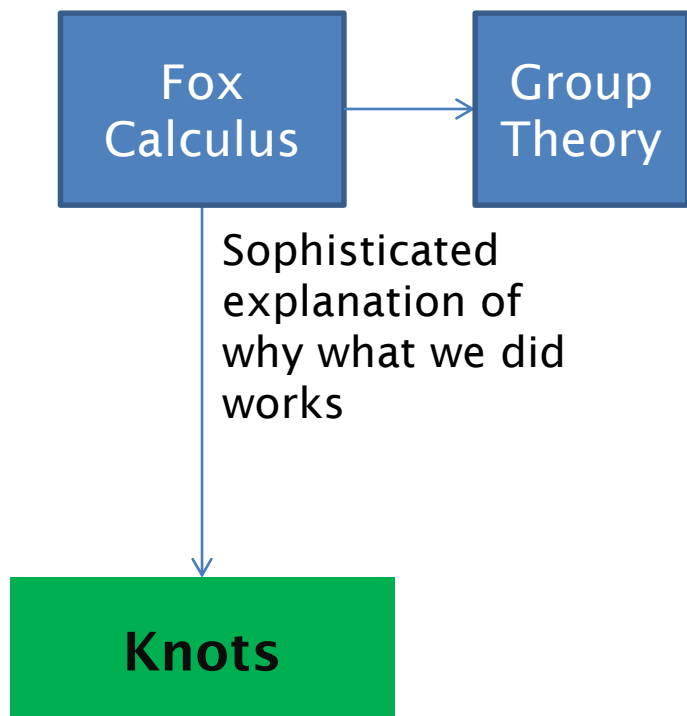 Fox
Calculus
Group
Theory
Sophisticated
explanation of
why what we did
works
Knots